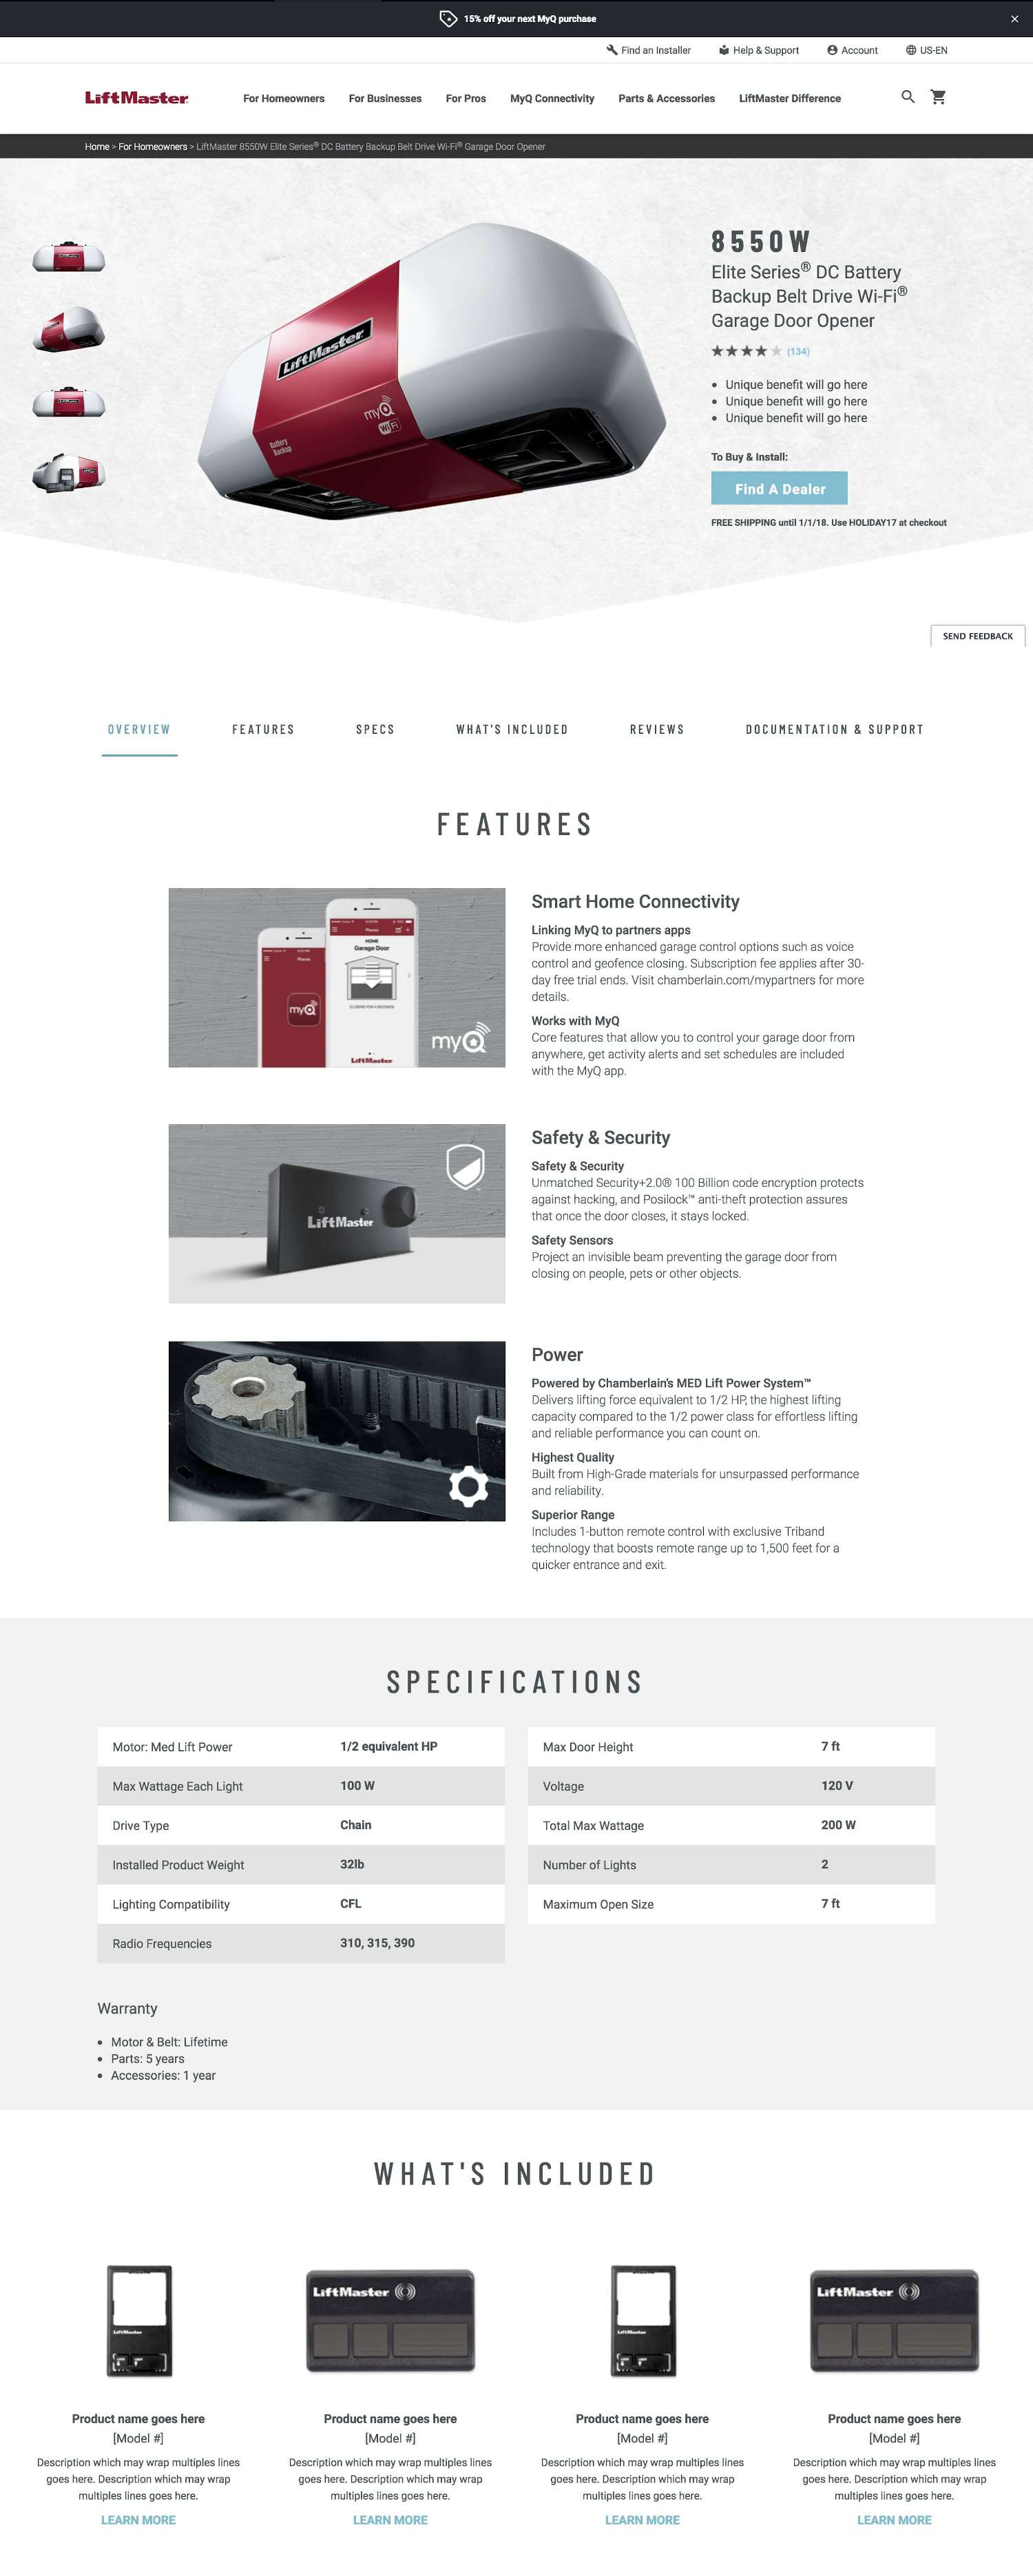 15% off your next MyQ purchase
Find an Installer
Help & Support
Account
US-EN
LiftMaster
For Homeowners
For Businesses
For Pros
MyQ Connectivity
Parts & Accessories
LiftMaster Difference
Home > For Homeowners > LiftMaster 8550W Elite Series® DC Battery Backup Belt Drive Wi-Fi® Garage Door Opener
LiftMaster
myQ
WiFi
Battery
Backup
8550W
Elite Series® DC Battery
Backup Belt Drive Wi-Fi®
Garage Door Opener
(134)
• Unique benefit will go here
• Unique benefit will go here
• Unique benefit will go here
To Buy & Install:
Find A Dealer
FREE SHIPPING until 1/1/18. Use HOLIDAY17 at checkout
SEND FEEDBACK
OVERVIEW
FEATURES
SPECS
WHAT'S INCLUDED
REVIEWS
DOCUMENTATION & SUPPORT
FEATURES
Places
HOME
Garage Door
myQ
LiftMaster
myQ
Smart Home Connectivity
Linking MyQ to partners apps
Provide more enhanced garage control options such as voice
control and geofence closing. Subscription fee applies after 30-
day free trial ends. Visit chamberlain.com/mypartners for more
details.
Works with MyQ
Core features that allow you to control your garage door from
anywhere, get activity alerts and set schedules are included
with the MyQ app.
LiftMaster
Safety & Security
Safety & Security
Unmatched Security+2.0® 100 Billion code encryption protects
against hacking, and Posilock™ anti-theft protection assures
that once the door closes, it stays locked.
Safety Sensors
Project an invisible beam preventing the garage door from
closing on people, pets or other objects.
Power
Powered by Chamberlain's MED Lift Power System™
Delivers lifting force equivalent to 1/2 HP, the highest lifting
capacity compared to the 1/2 power class for effortless lifting
and reliable performance you can count on.
Highest Quality
Built from High-Grade materials for unsurpassed performance
and reliability.
Superior Range
Includes 1-button remote control with exclusive Triband
technology that boosts remote range up to 1,500 feet for a
quicker entrance and exit.
SPECIFICATIONS
Motor: Med Lift Power 1/2 equivalent HP
Max Wattage Each Light 100 W
Drive Type Chain
Installed Product Weight 32lb
Lighting Compatibility CFL
Radio Frequencies 310, 315, 390
Max Door Height 7 ft
Voltage 120 V
Total Max Wattage 200 W
Number of Lights 2
Maximum Open Size 7 ft
Warranty
• Motor & Belt: Lifetime
• Parts: 5 years
• Accessories: 1 year
WHAT'S INCLUDED
LiftMaster
LiftMaster
LiftMaster
LiftMaster
Product name goes here
[Model #]
Description which may wrap multiples lines
goes here. Description which may wrap
multiples lines goes here.
LEARN MORE
Product name goes here
[Model #]
Description which may wrap multiples lines
goes here. Description which may wrap
multiples lines goes here.
LEARN MORE
Product name goes here
[Model #]
Description which may wrap multiples lines
goes here. Description which may wrap
multiples lines goes here.
LEARN MORE
Product name goes here
[Model #]
Description which may wrap multiples lines
goes here. Description which may wrap
multiples lines goes here.
LEARN MORE